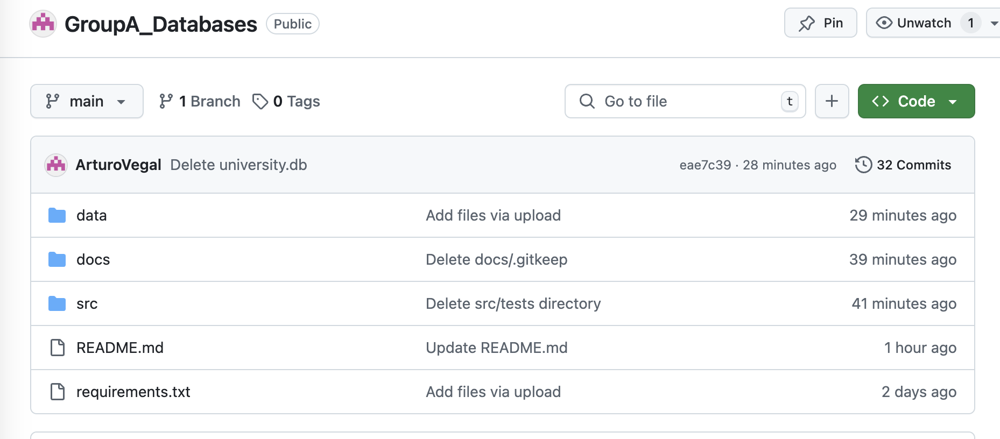 GroupA_Databases Public Pin Unwatch 1
main 1 Branch 0 Tags Go to file t + <> Code
ArturoVegal Delete university.db eae7c39 · 28 minutes ago 32 Commits
data Add files via upload 29 minutes ago
docs Delete docs/.gitkeep 39 minutes ago
src Delete src/tests directory 41 minutes ago
README.md Update README.md 1 hour ago
requirements.txt Add files via upload 2 days ago